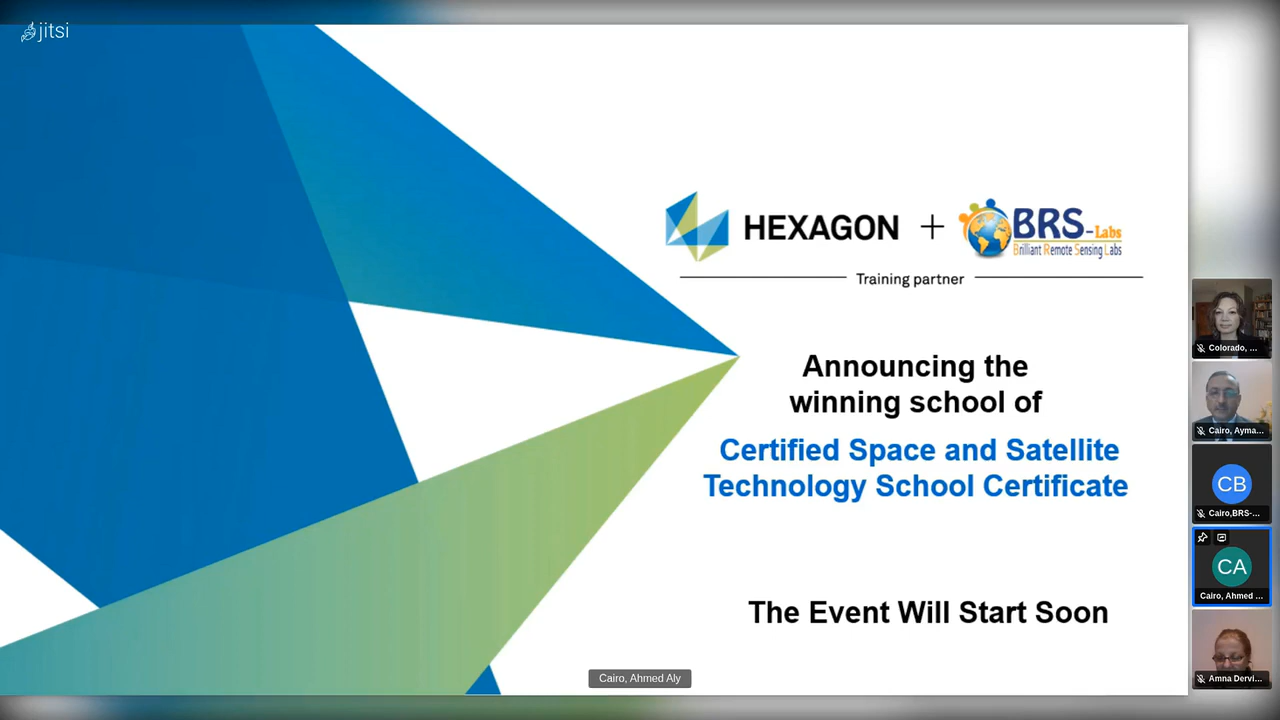 jitsi
HEXAGON + BRS-Labs
Brilliant Remote Sensing Labs
Training partner
Announcing the
winning school of
Certified Space and Satellite
Technology School Certificate
The Event Will Start Soon
Cairo, Ahmed Aly
Colorado, ...
Cairo, Ayma...
CB
Cairo,BRS-...
CA
Cairo, Ahmed ...
Amna Dervi...